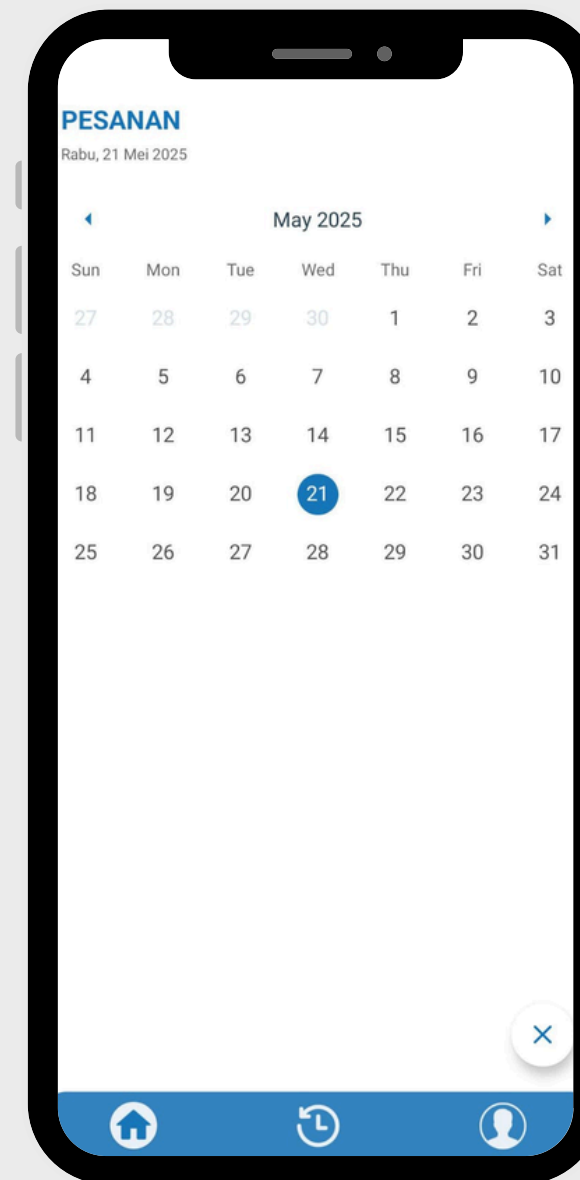 PESANAN
Rabu, 21 Mei 2025
May 2025
Sun Mon Tue Wed Thu Fri Sat
27 28 29 30 1 2 3
4 5 6 7 8 9 10
11 12 13 14 15 16 17
18 19 20 21 22 23 24
25 26 27 28 29 30 31